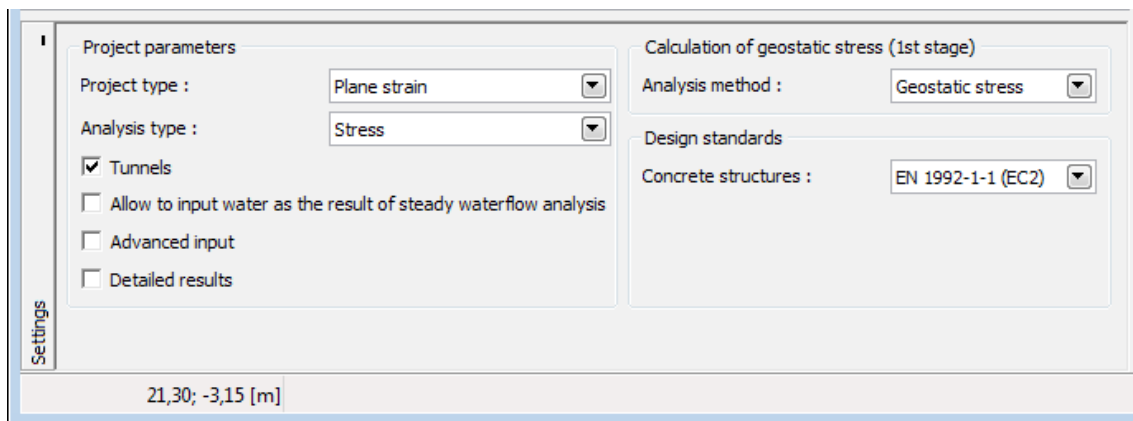 Project parameters
Project type :
Plane strain
Analysis type :
Stress
Tunnels
Allow to input water as the result of steady waterflow analysis
Advanced input
Detailed results
Calculation of geostatic stress (1st stage)
Analysis method :
Geostatic stress
Design standards
Concrete structures :
EN 1992-1-1 (EC2)
Settings
21,30; -3,15 [m]